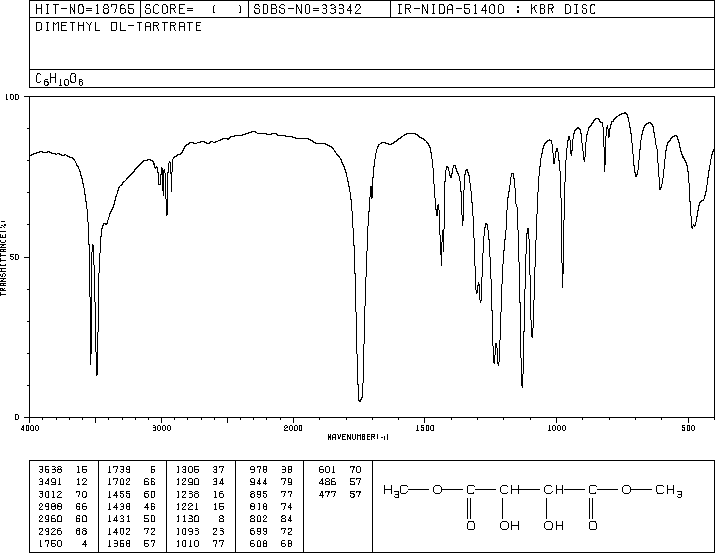 HIT-NO=18765 SCORE= ( ) SDBS-NO=33342 IR-NIDA-51400 : KBR DISC
DIMETHYL DL-TARTRATE
C6H10O6
100
50
0
TRANSMITTANCE(%)
4000 3000 2000 1500 1000 500
WAVENUMBER(-1)
3538 16 1739 6 1306 37 978 38 601 70
3491 12 1702 66 1290 34 944 79 486 57
3012 70 1455 60 1238 16 895 77 477 57
2988 66 1438 46 1221 15 818 74
2960 60 1431 50 1130 8 802 84
2926 68 1402 72 1093 23 699 72
1750 4 1358 57 1010 77 608 68
H3C O C CH CH C O CH3
O OH OH O